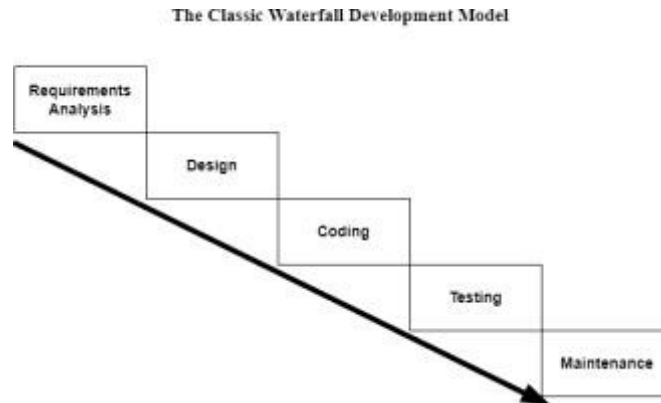 The Classic Waterfall Development Model
Requirements
Analysis
Design
Coding
Testing
Maintenance